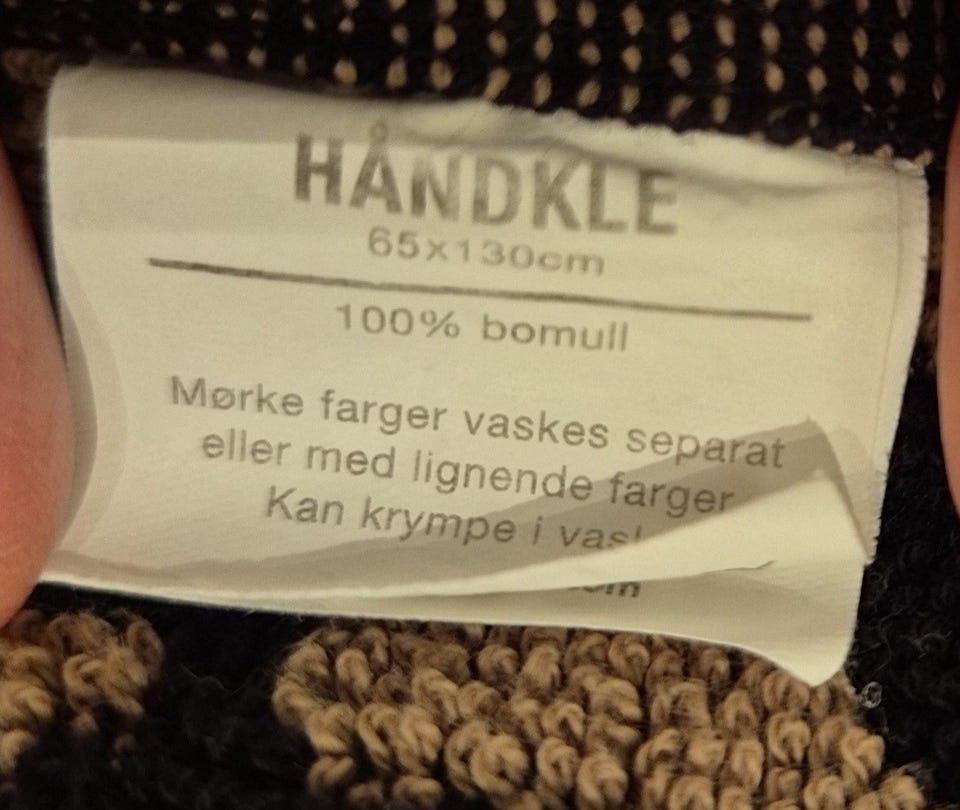 HÅNDKLE
65x130cm
100% bomull
Mørke farger vaskes separat
eller med lignende farger
Kan krympe i